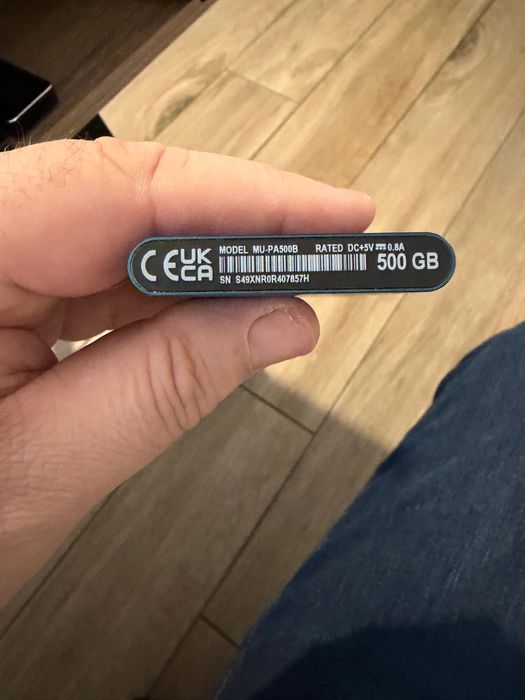 CE UK CA
MODEL MU-PA500B RATED DC+5V⎓0.8A
500 GB
SN S49XNR0R407857H